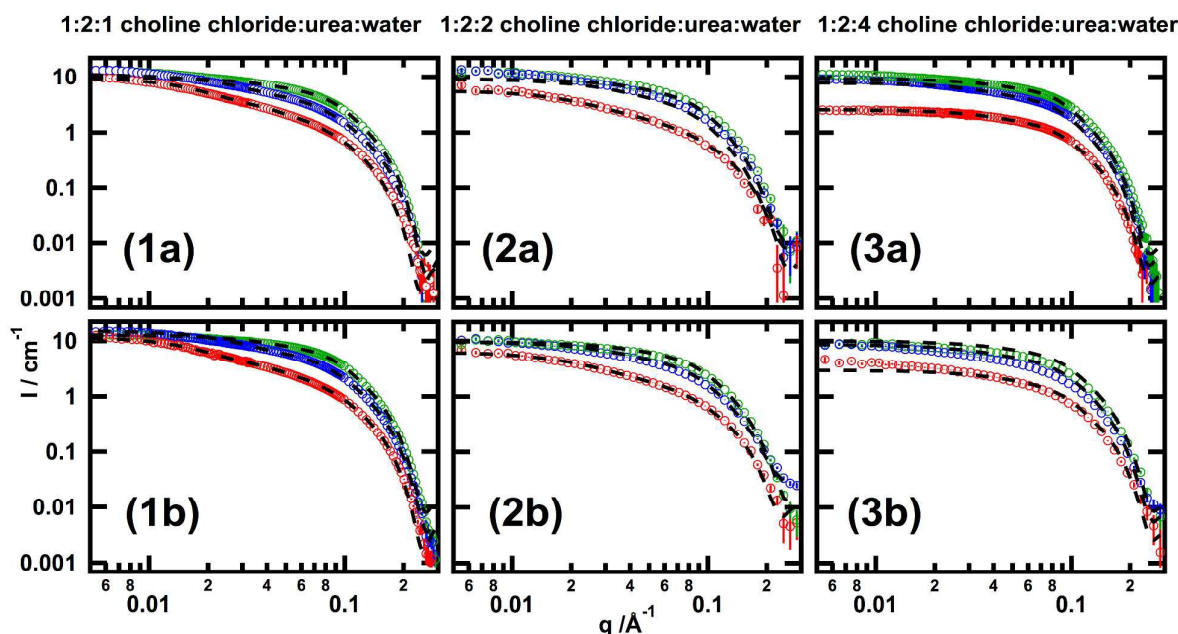 1:2:1 choline chloride:urea:water 1:2:2 choline chloride:urea:water 1:2:4 choline chloride:urea:water
10
1
0.1
0.01
0.001
(1a) (2a) (3a)
I / cm-1
10
1
0.1
0.01
0.001
(1b) (2b) (3b)
6 8 2 4 6 8 2 6 8 2 4 6 8 2 6 8 2 4 6 8 2
0.01 0.1 0.01 0.1 0.01 0.1
q /Å-1